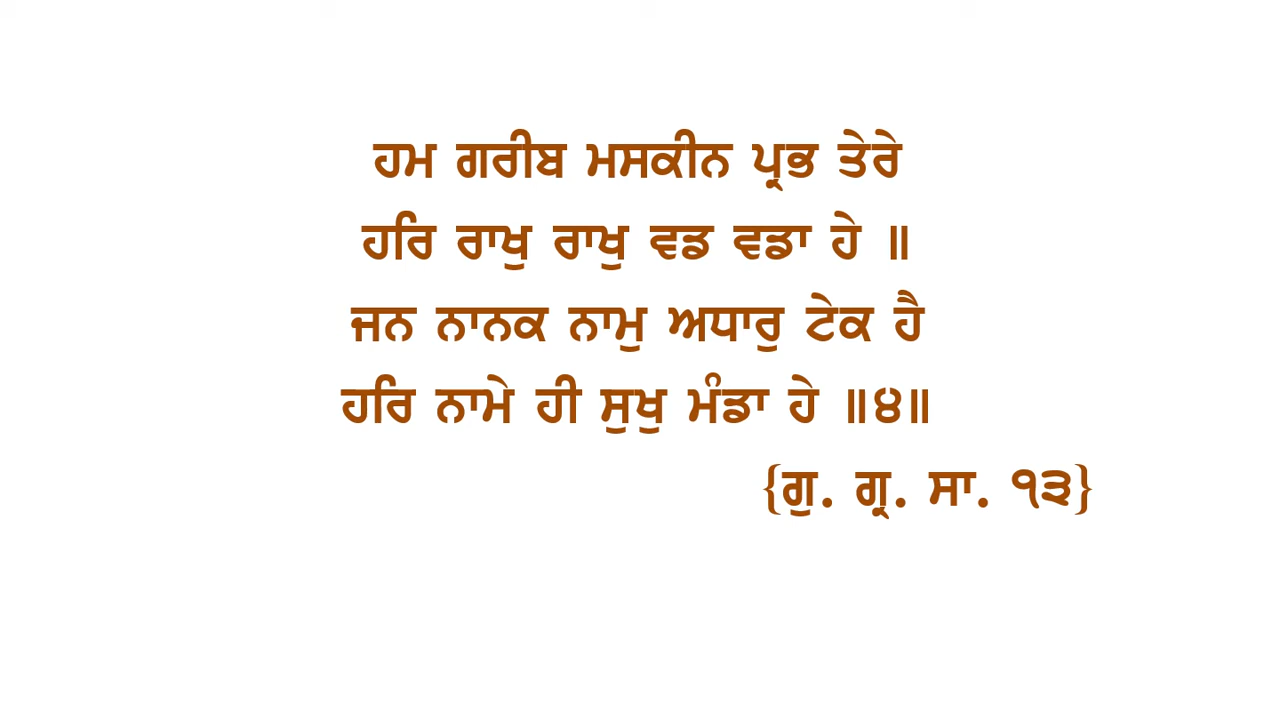 ਹਮ ਗਰੀਬ ਮਸਕੀਨ ਪ੍ਰਭ ਤੇਰੇ
ਹਰਿ ਰਾਖੁ ਰਾਖੁ ਵਡ ਵਡਾ ਹੇ ॥
ਜਨ ਨਾਨਕ ਨਾਮੁ ਅਧਾਰੁ ਟੇਕ ਹੈ
ਹਰਿ ਨਾਮੇ ਹੀ ਸੁਖੁ ਮੰਡਾ ਹੇ ॥੪॥
{ਗੁ. ਗ੍ਰ. ਸਾ. ੧੩}